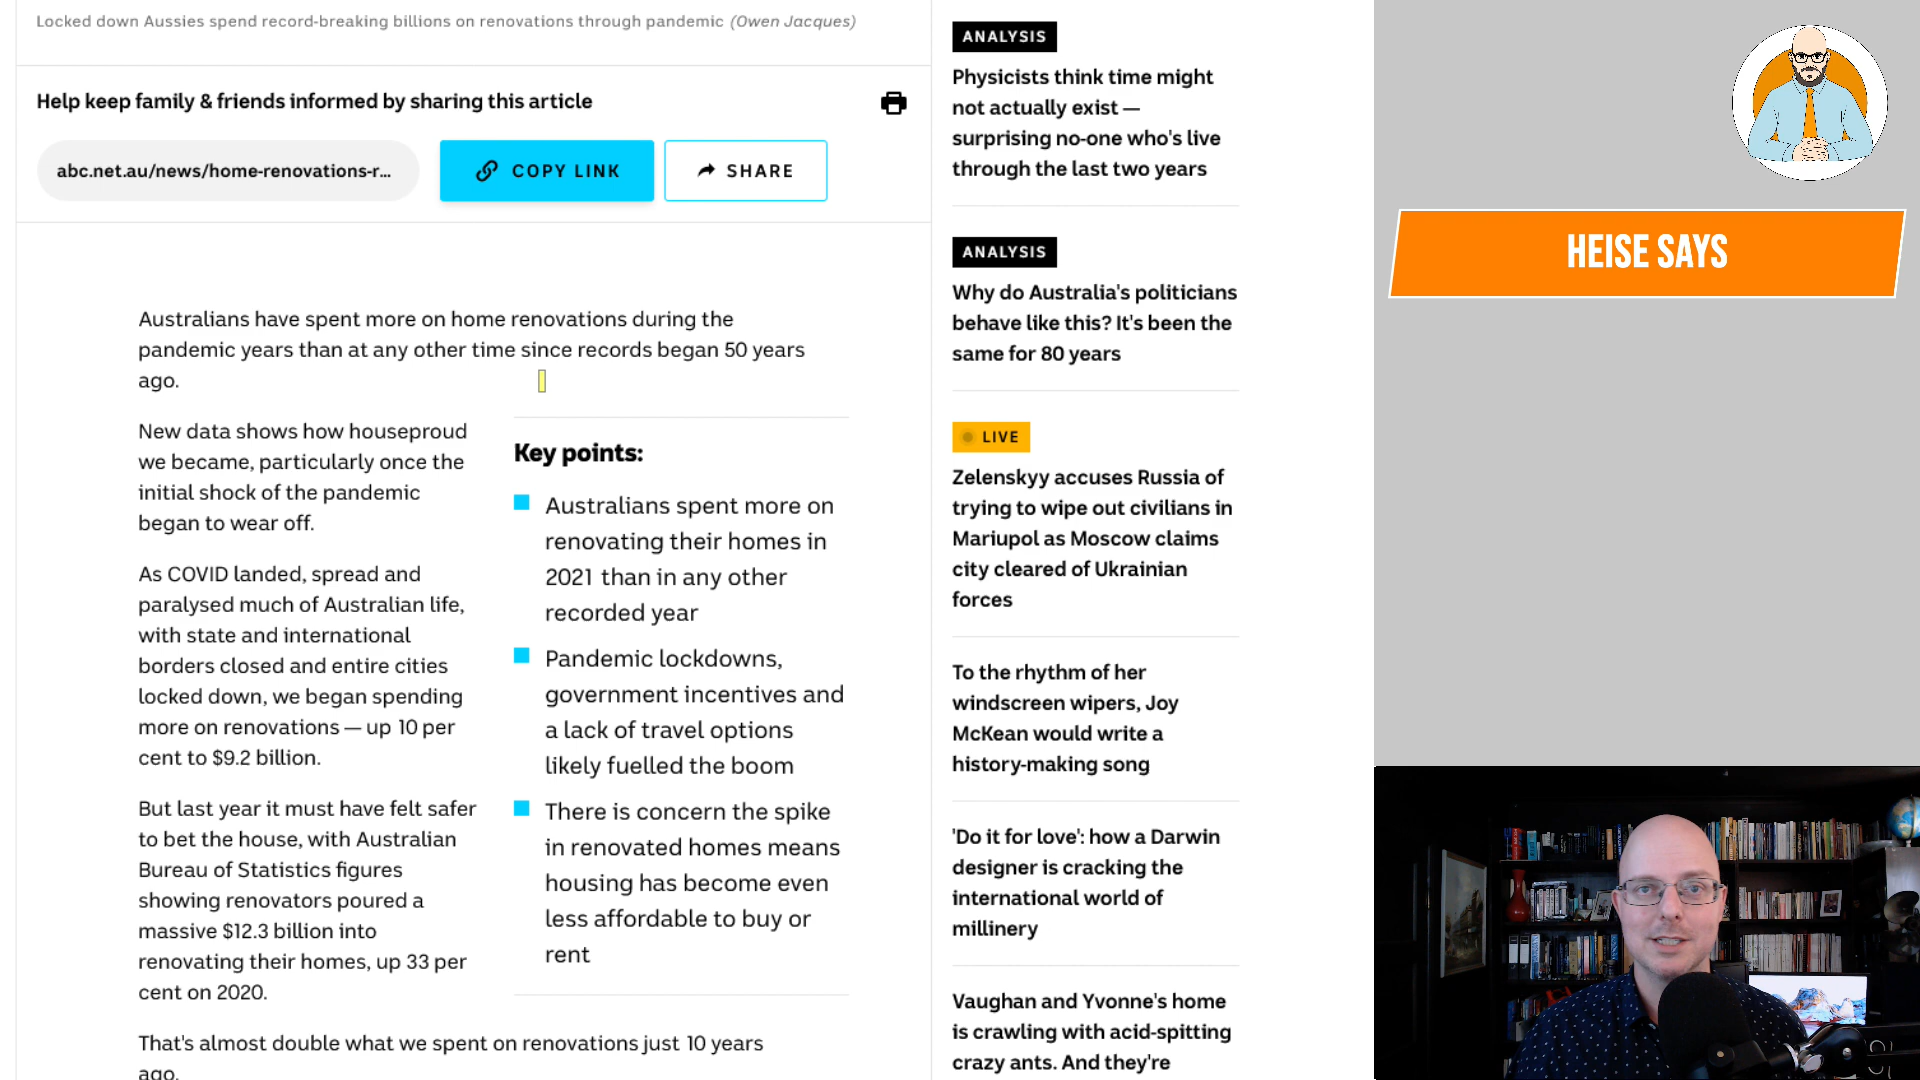 Locked down Aussies spend record-breaking billions on renovations through pandemic (Owen Jacques)
Help keep family & friends informed by sharing this article
abc.net.au/news/home-renovations-r...
COPY LINK
SHARE
Australians have spent more on home renovations during the
pandemic years than at any other time since records began 50 years
ago.
New data shows how houseproud
we became, particularly once the
initial shock of the pandemic
began to wear off.
As COVID landed, spread and
paralysed much of Australian life,
with state and international
borders closed and entire cities
locked down, we began spending
more on renovations — up 10 per
cent to $9.2 billion.
But last year it must have felt safer
to bet the house, with Australian
Bureau of Statistics figures
showing renovators poured a
massive $12.3 billion into
renovating their homes, up 33 per
cent on 2020.
That's almost double what we spent on renovations just 10 years
ago.
Key points:
Australians spent more on
renovating their homes in
2021 than in any other
recorded year
Pandemic lockdowns,
government incentives and
a lack of travel options
likely fuelled the boom
There is concern the spike
in renovated homes means
housing has become even
less affordable to buy or
rent
ANALYSIS
Physicists think time might
not actually exist —
surprising no-one who's live
through the last two years
ANALYSIS
Why do Australia's politicians
behave like this? It's been the
same for 80 years
LIVE
Zelenskyy accuses Russia of
trying to wipe out civilians in
Mariupol as Moscow claims
city cleared of Ukrainian
forces
To the rhythm of her
windscreen wipers, Joy
McKean would write a
history-making song
'Do it for love': how a Darwin
designer is cracking the
international world of
millinery
Vaughan and Yvonne's home
is crawling with acid-spitting
crazy ants. And they're
HEISE SAYS